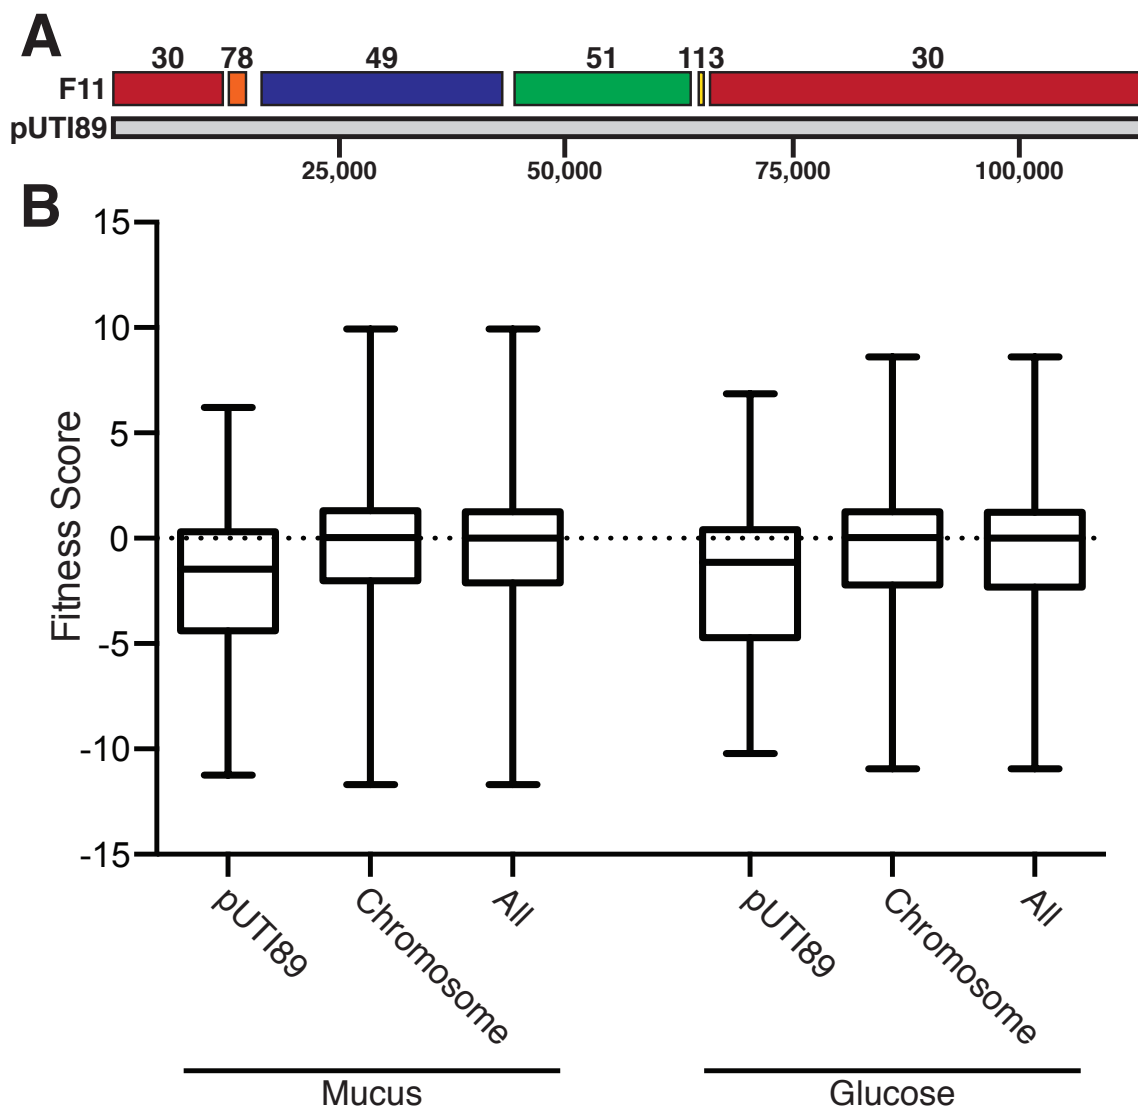 A
30 78 49 51 113 30
F11
pUTI89
25,000 50,000 75,000 100,000
B
15
10
5
0
-5
-10
-15
Fitness Score
pUTI89 Chromosome All pUTI89 Chromosome All
Mucus Glucose